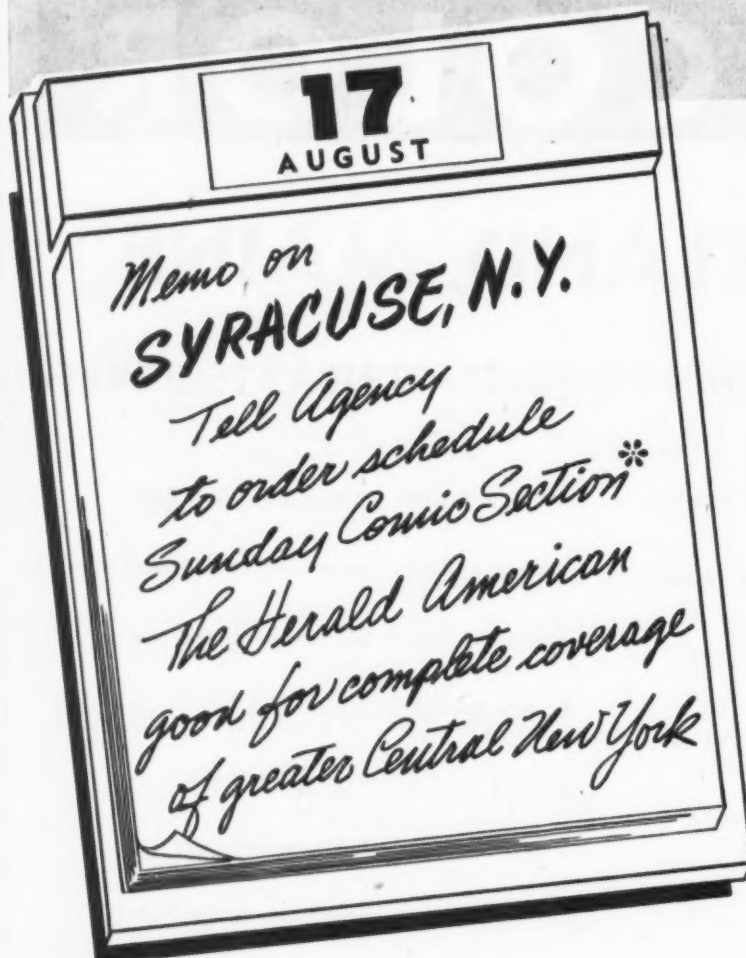 17
AUGUST
Memo on
SYRACUSE, N.Y.
Tell Agency
to order schedule
Sunday Comic Section*
The Herald American
good for complete coverage
of greater Central New York